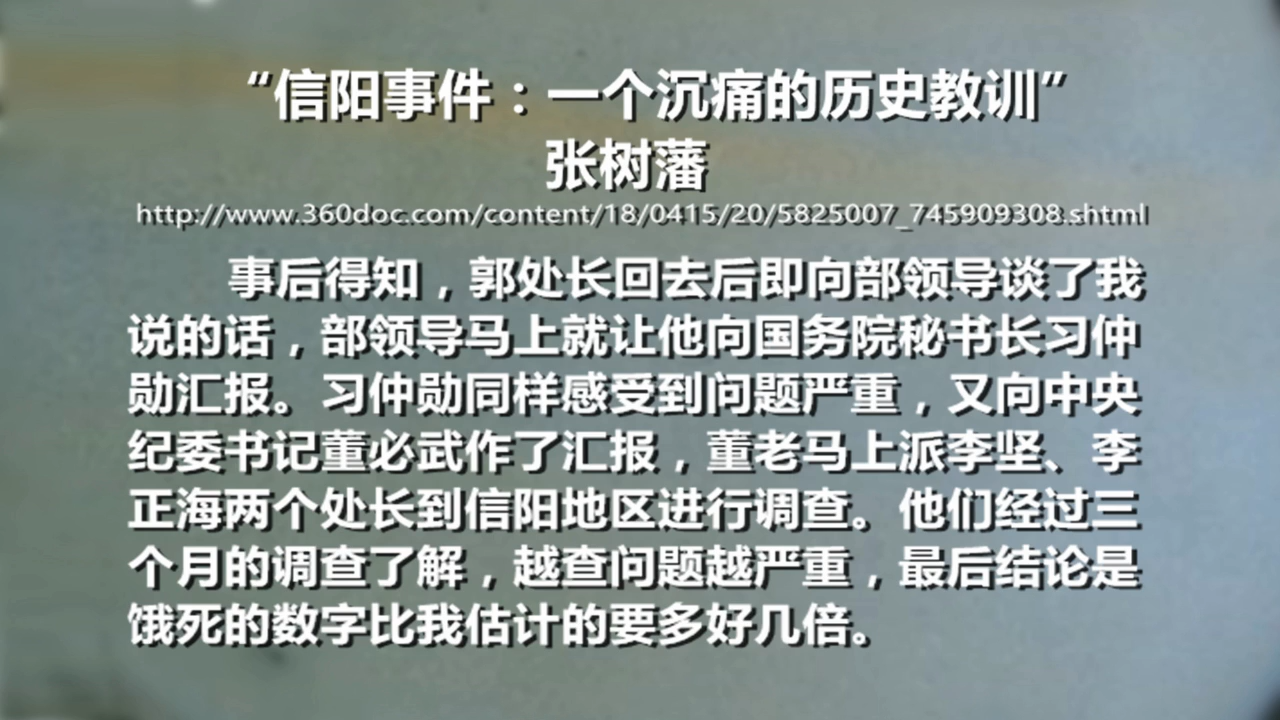 “信阳事件：一个沉痛的历史教训”
张树藩
http://www.360doc.com/content/18/0415/20/5825007_745909308.shtml
事后得知，郭处长回去后即向部领导谈了我
说的话，部领导马上就让他向国务院秘书长习仲
勋汇报。习仲勋同样感受到问题严重，又向中央
纪委书记董必武作了汇报，董老马上派李坚、李
正海两个处长到信阳地区进行调查。他们经过三
个月的调查了解，越查问题越严重，最后结论是
饿死的数字比我估计的要多好几倍。